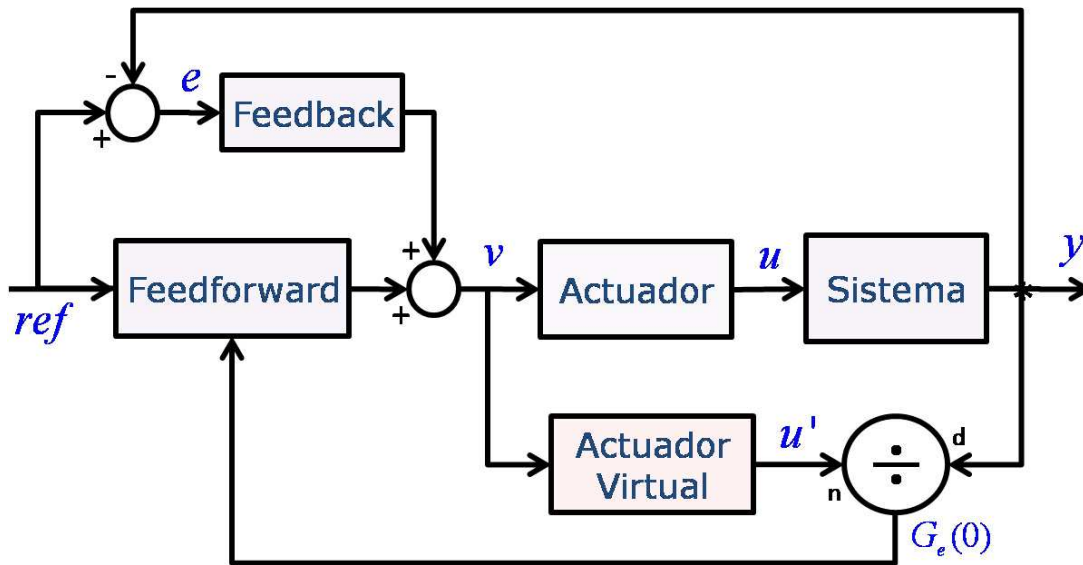 -
e
Feedback
+
+
+
Feedforward
+
ref
v
Actuador
u
Sistema
y
Actuador
Virtual
u'
n
÷
d
G_e(0)